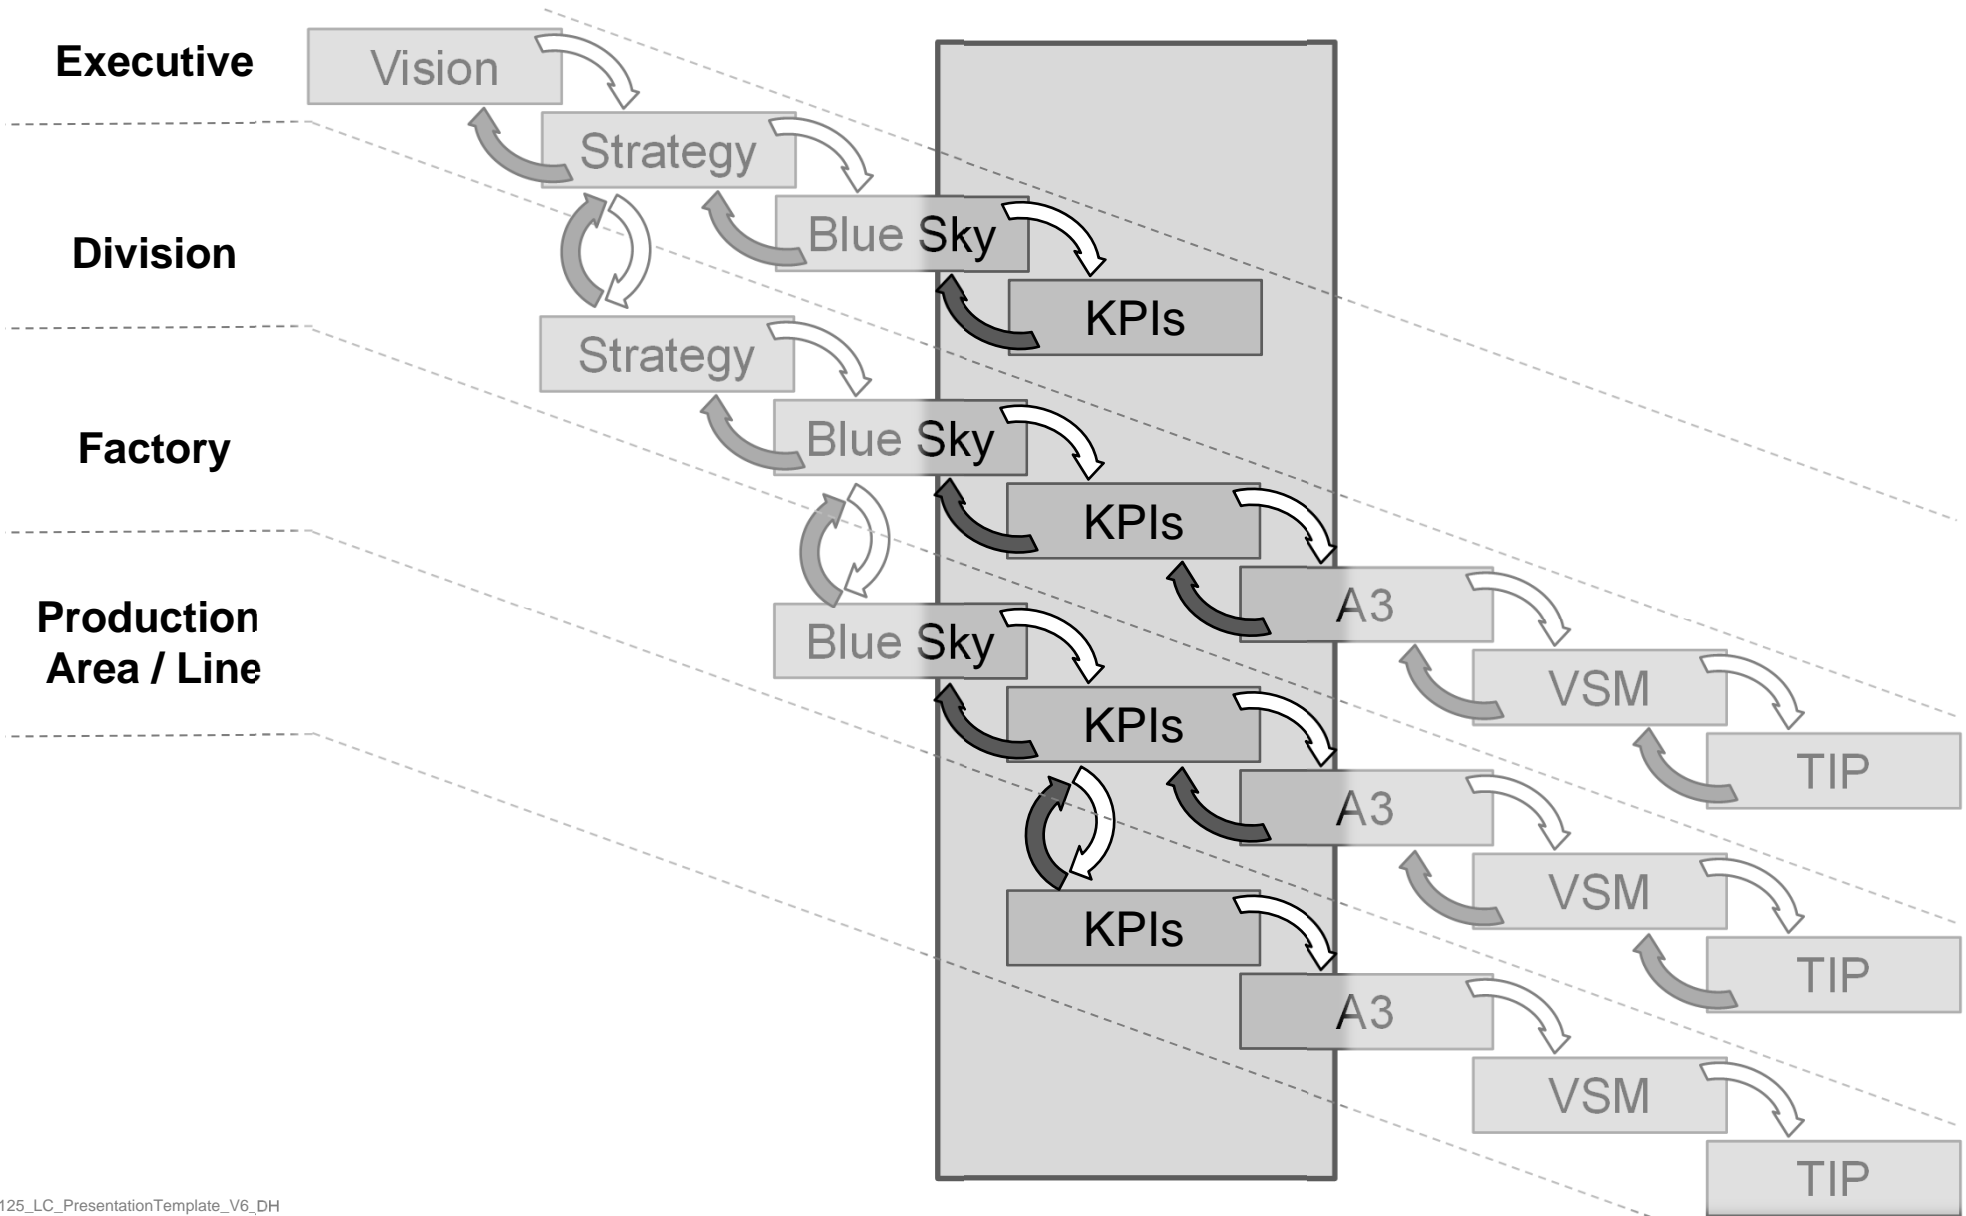 Executive
Vision
Strategy
Division
Blue Sky
KPIs
Strategy
Factory
Blue Sky
KPIs
A3
Production
Area / Line
Blue Sky
VSM
KPIs
TIP
A3
VSM
KPIs
TIP
A3
VSM
TIP
125_LC_PresentationTemplate_V6_DH